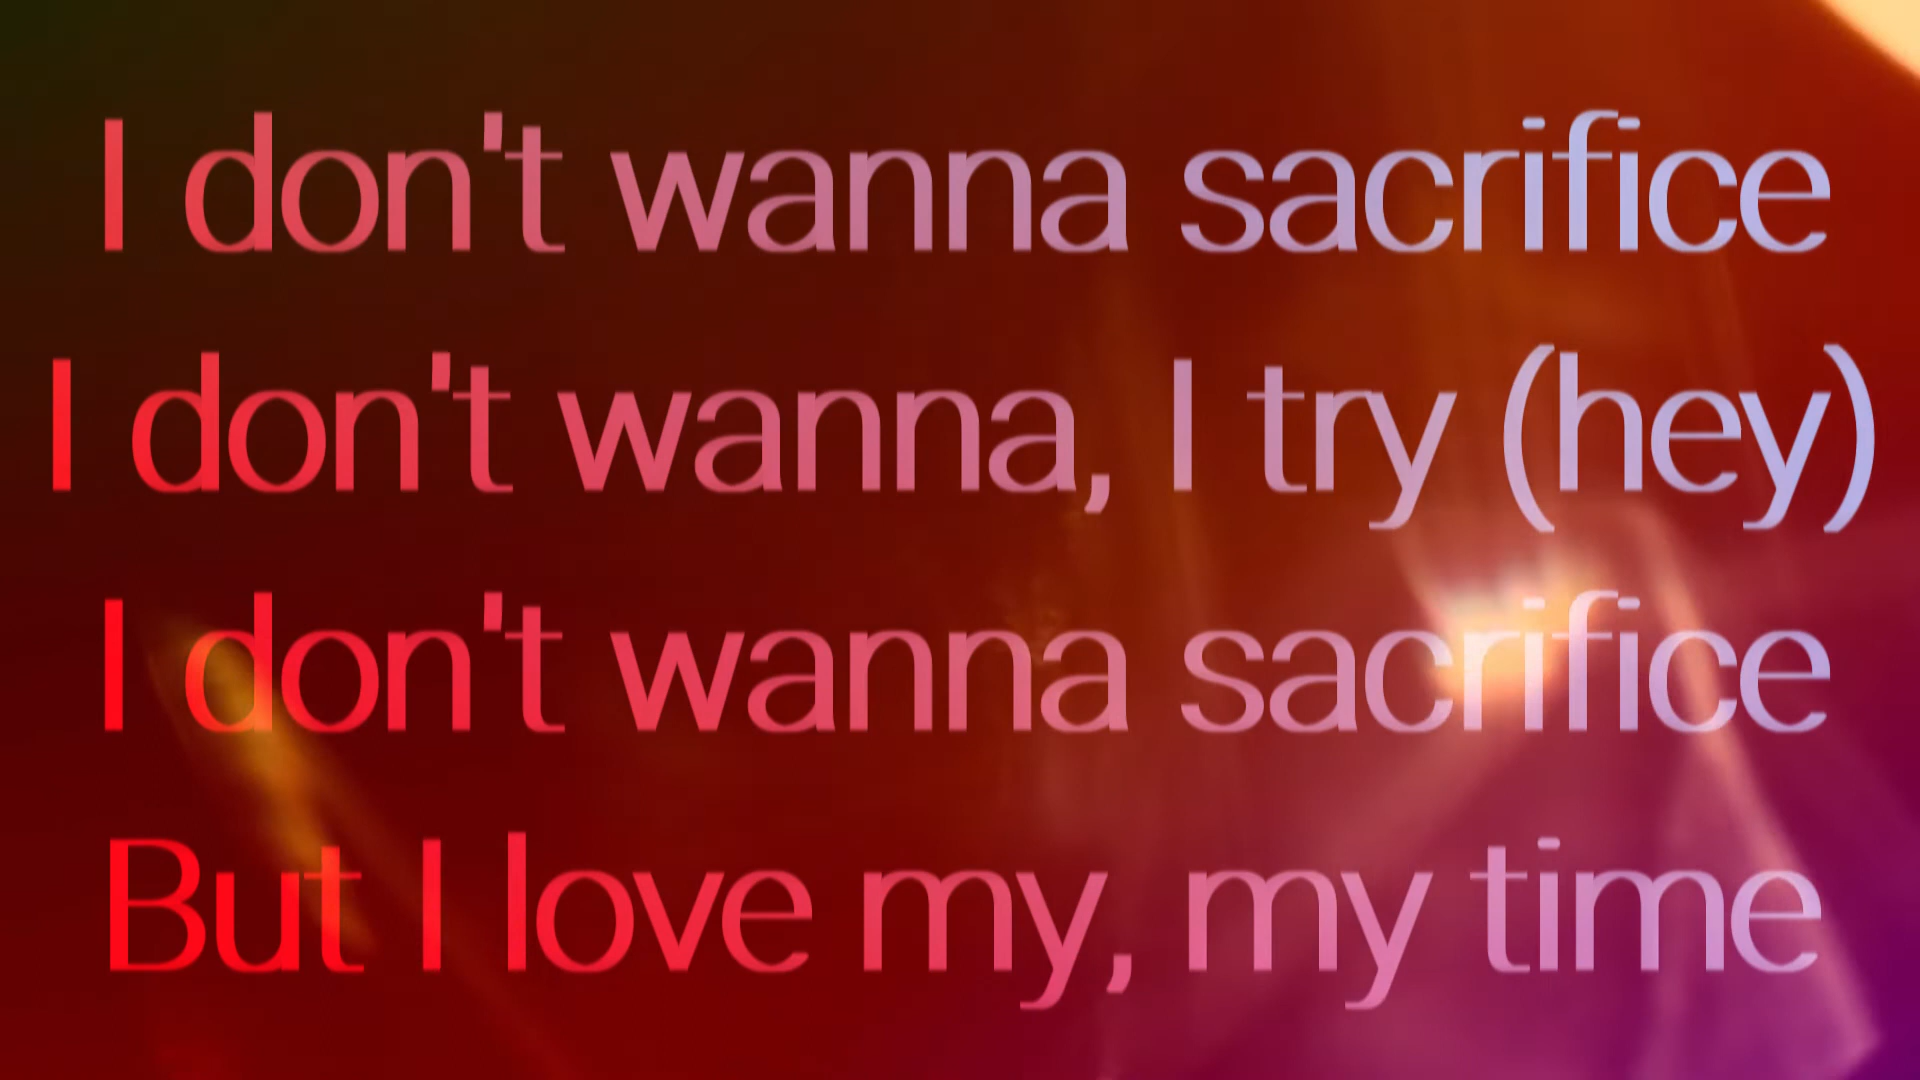 I don't wanna sacrifice
I don't wanna, I try (hey)
I don't wanna sacrifice
But I love my, my time